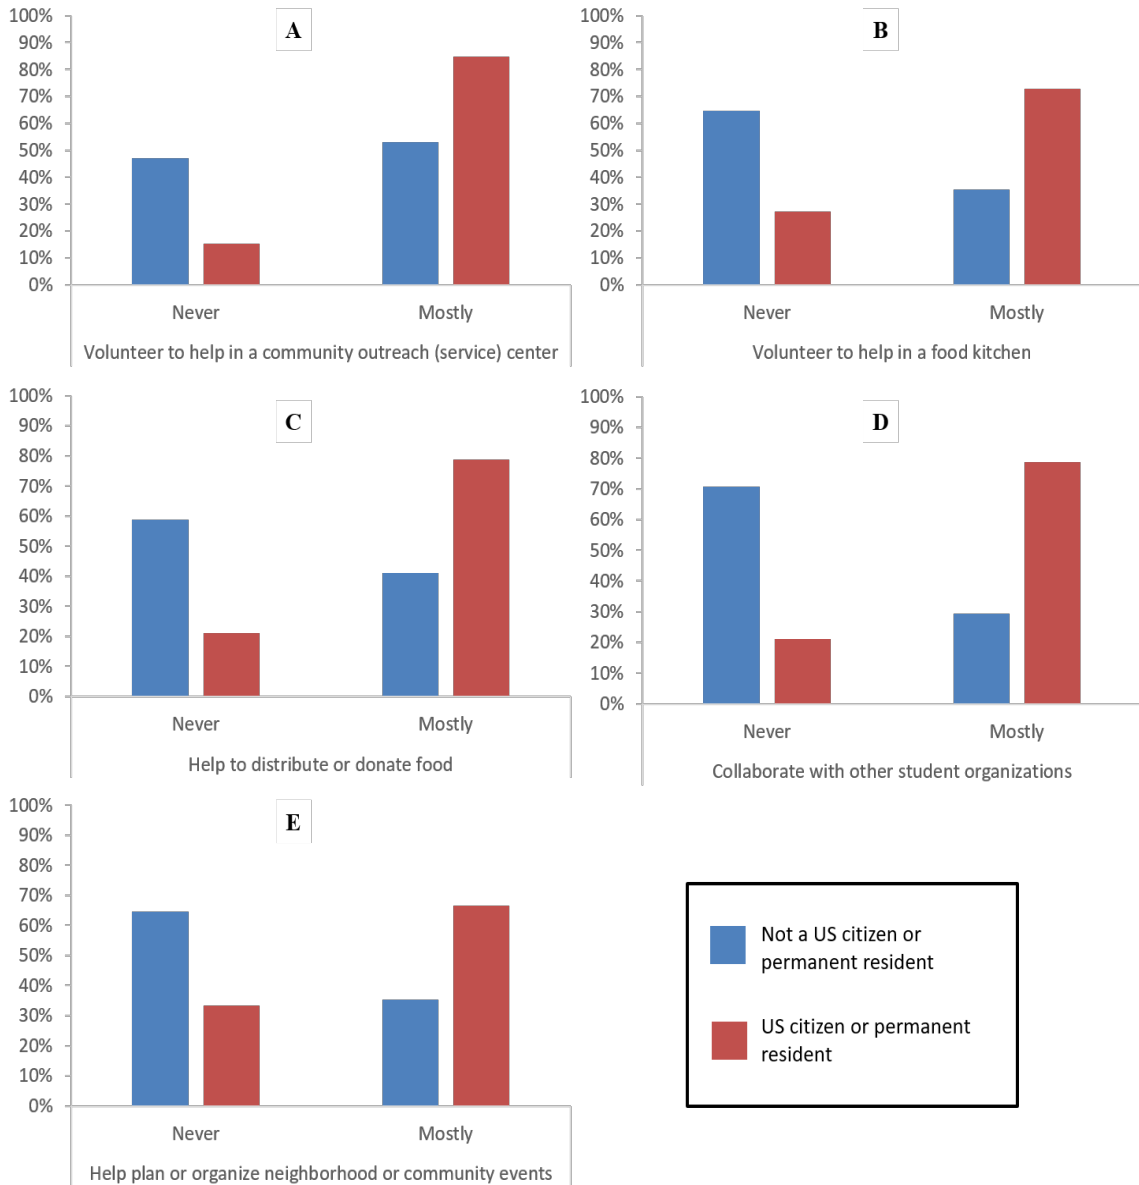 A
100%
90%
80%
70%
60%
50%
40%
30%
20%
10%
0%
Never
Mostly
Volunteer to help in a community outreach (service) center
B
100%
90%
80%
70%
60%
50%
40%
30%
20%
10%
0%
Never
Mostly
Volunteer to help in a food kitchen
C
100%
90%
80%
70%
60%
50%
40%
30%
20%
10%
0%
Never
Mostly
Help to distribute or donate food
D
100%
90%
80%
70%
60%
50%
40%
30%
20%
10%
0%
Never
Mostly
Collaborate with other student organizations
E
100%
90%
80%
70%
60%
50%
40%
30%
20%
10%
0%
Never
Mostly
Help plan or organize neighborhood or community events
Not a US citizen or
permanent resident
US citizen or permanent
resident